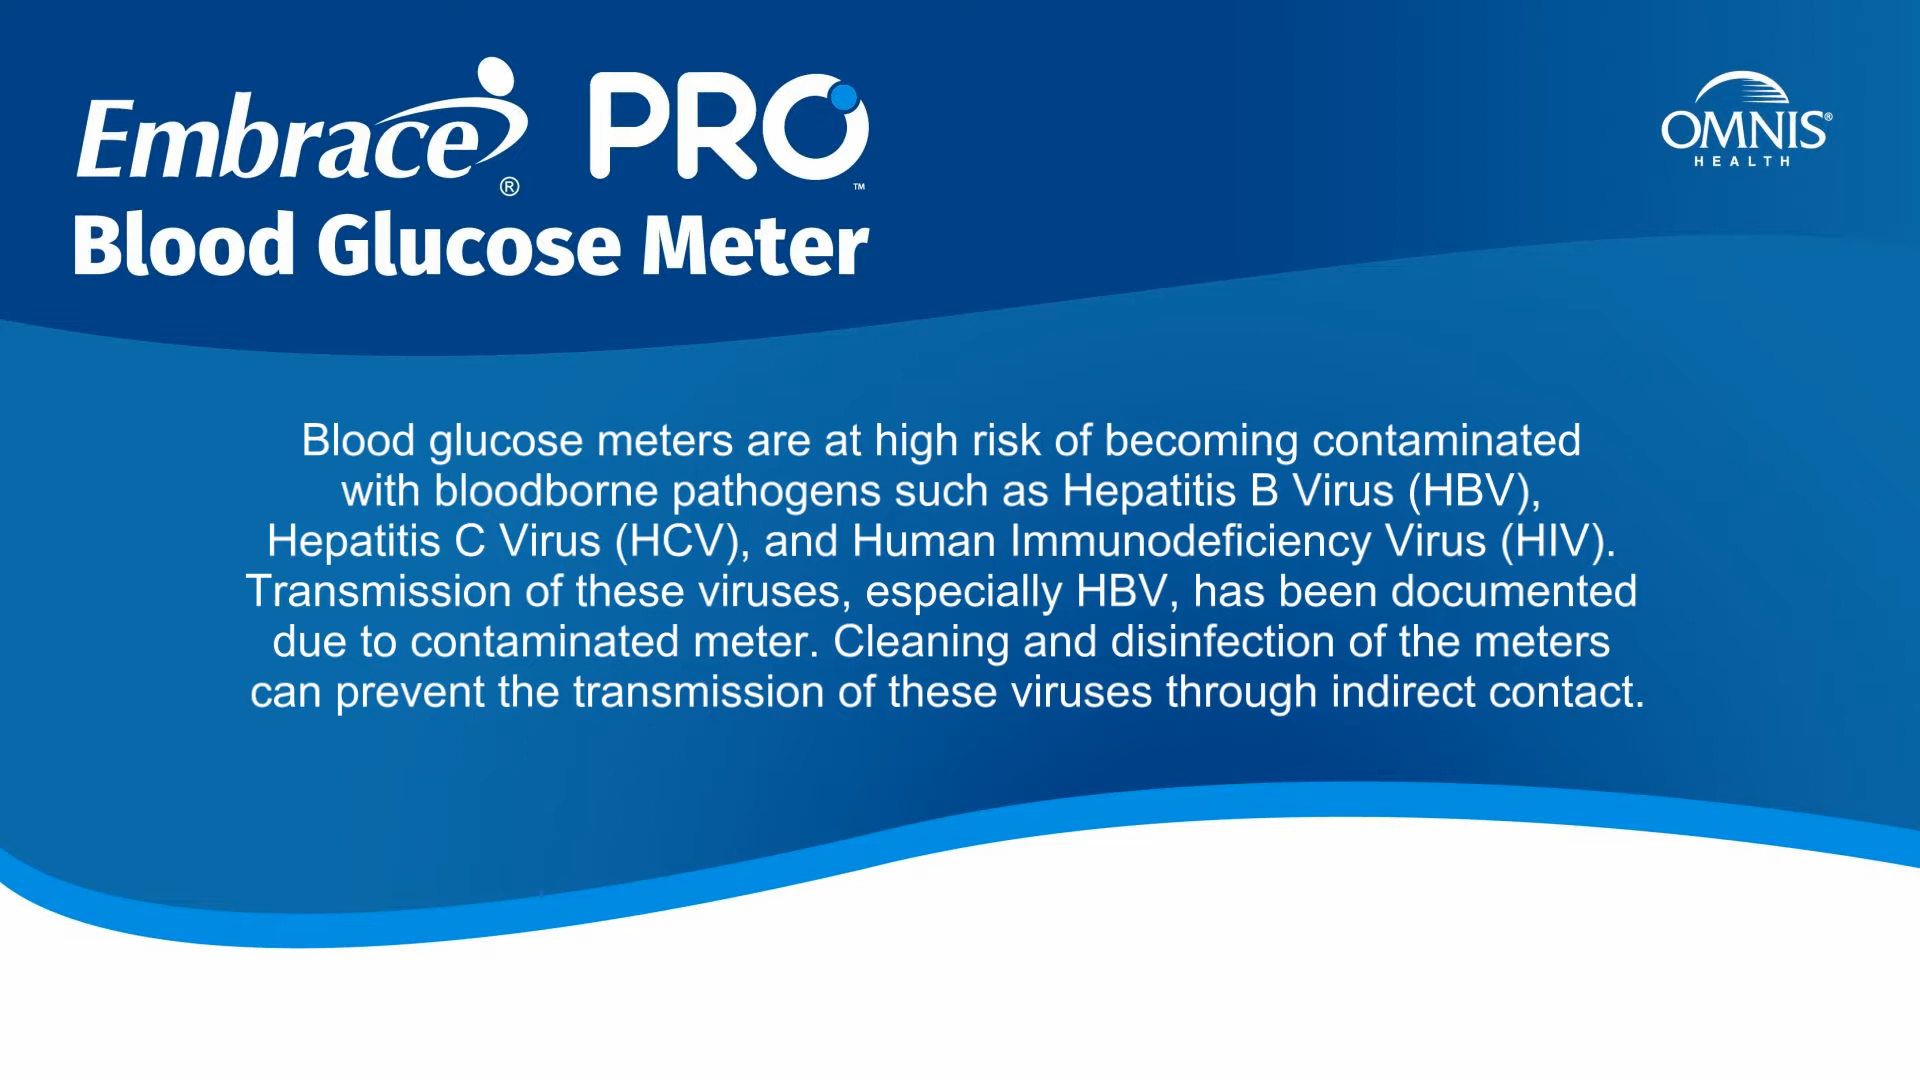 Embrace® PRO™
Blood Glucose Meter
OMNIS®
HEALTH
Blood glucose meters are at high risk of becoming contaminated
with bloodborne pathogens such as Hepatitis B Virus (HBV),
Hepatitis C Virus (HCV), and Human Immunodeficiency Virus (HIV).
Transmission of these viruses, especially HBV, has been documented
due to contaminated meter. Cleaning and disinfection of the meters
can prevent the transmission of these viruses through indirect contact.